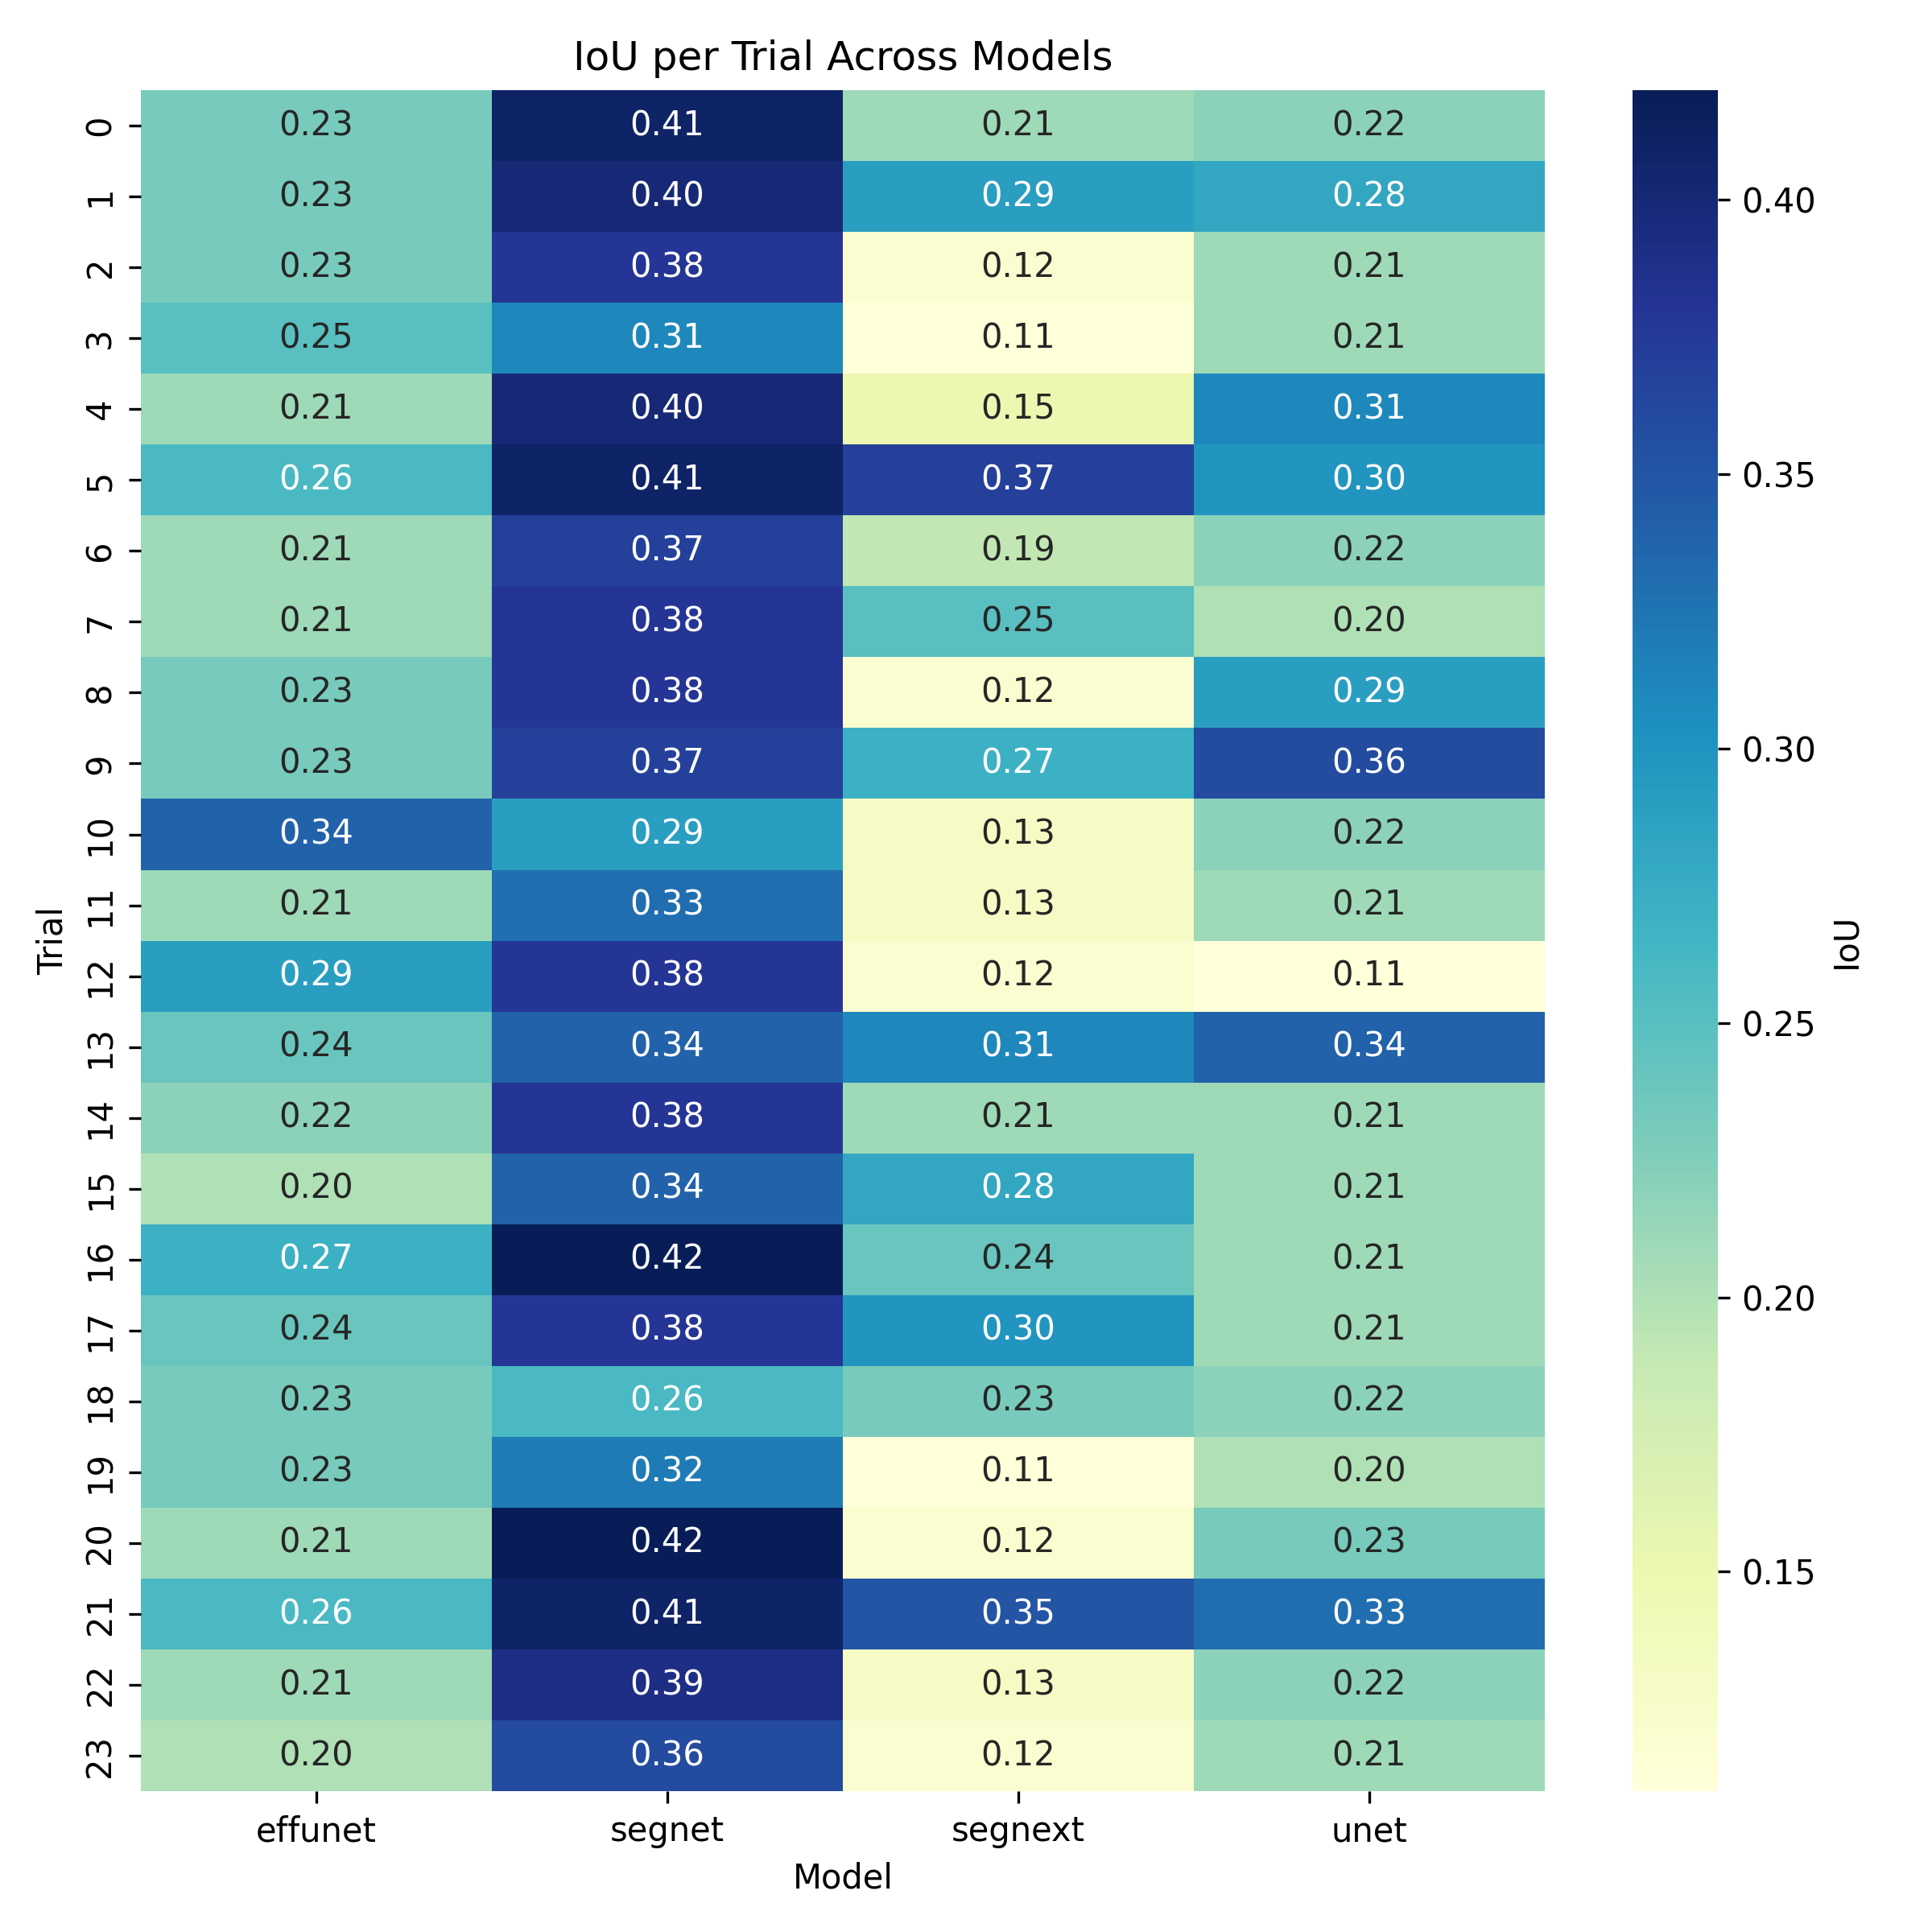 IoU per Trial Across Models
0 0.23 0.41 0.21 0.22
1 0.23 0.40 0.29 0.28
2 0.23 0.38 0.12 0.21
3 0.25 0.31 0.11 0.21
4 0.21 0.40 0.15 0.31
5 0.26 0.41 0.37 0.30
6 0.21 0.37 0.19 0.22
7 0.21 0.38 0.25 0.20
8 0.23 0.38 0.12 0.29
9 0.23 0.37 0.27 0.36
10 0.34 0.29 0.13 0.22
11 0.21 0.33 0.13 0.21
12 0.29 0.38 0.12 0.11
13 0.24 0.34 0.31 0.34
14 0.22 0.38 0.21 0.21
15 0.20 0.34 0.28 0.21
16 0.27 0.42 0.24 0.21
17 0.24 0.38 0.30 0.21
18 0.23 0.26 0.23 0.22
19 0.23 0.32 0.11 0.20
20 0.21 0.42 0.12 0.23
21 0.26 0.41 0.35 0.33
22 0.21 0.39 0.13 0.22
23 0.20 0.36 0.12 0.21
effunet segnet segnext unet
Model
Trial
0.40
0.35
0.30
0.25
0.20
0.15
IoU